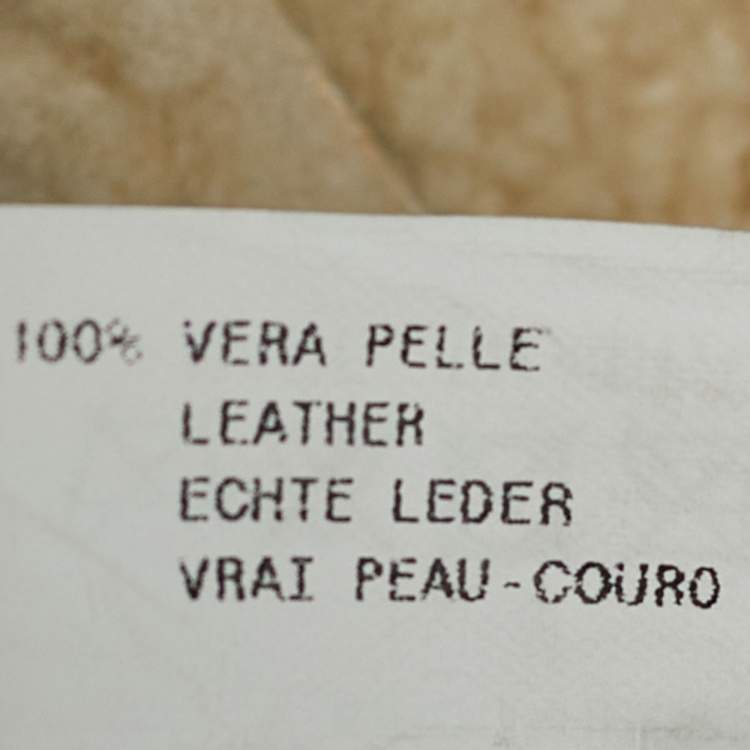 100% VERA PELLE
LEATHER
ECHTE LEDER
VRAI PEAU-COURO